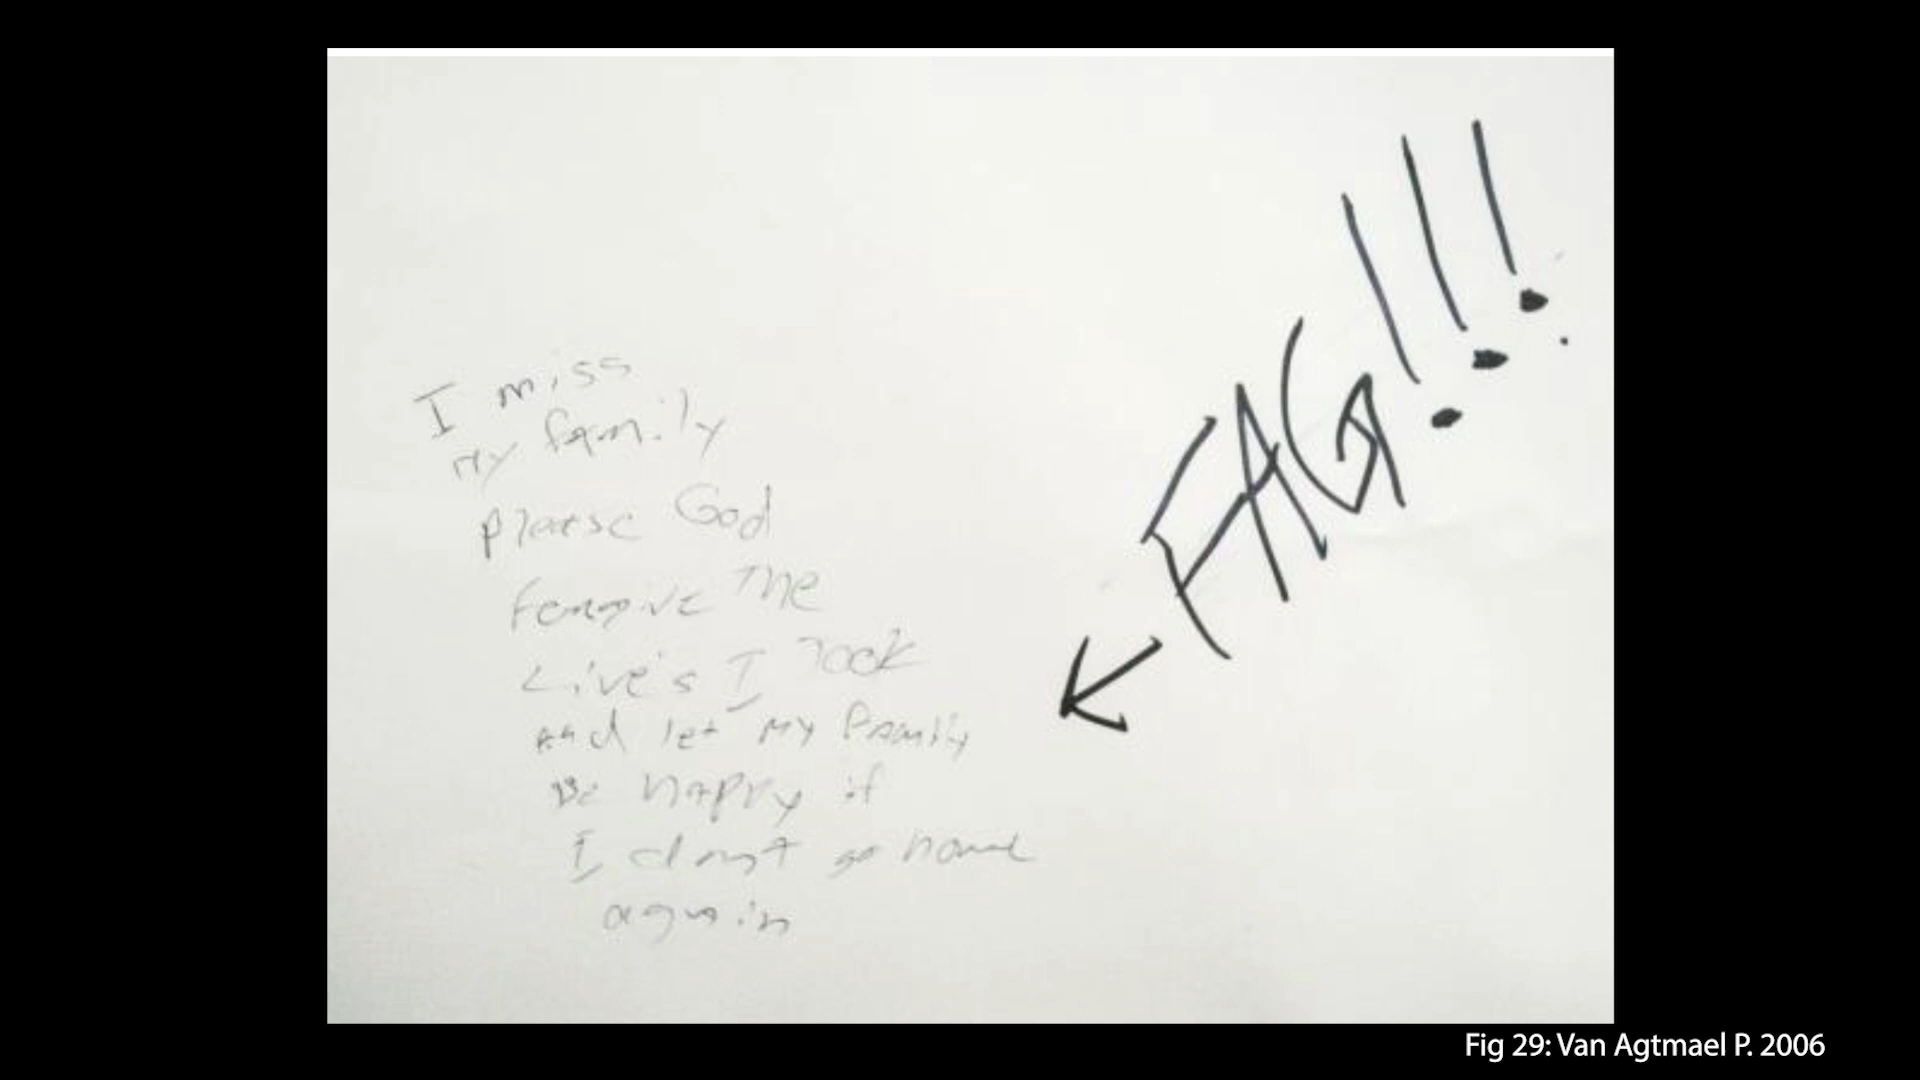 I miss
my family
please God
forgive the
Live's I Took
And let my family
be happy if
I don't go home
again
FAG!!!
Fig 29: Van Agtmael P. 2006